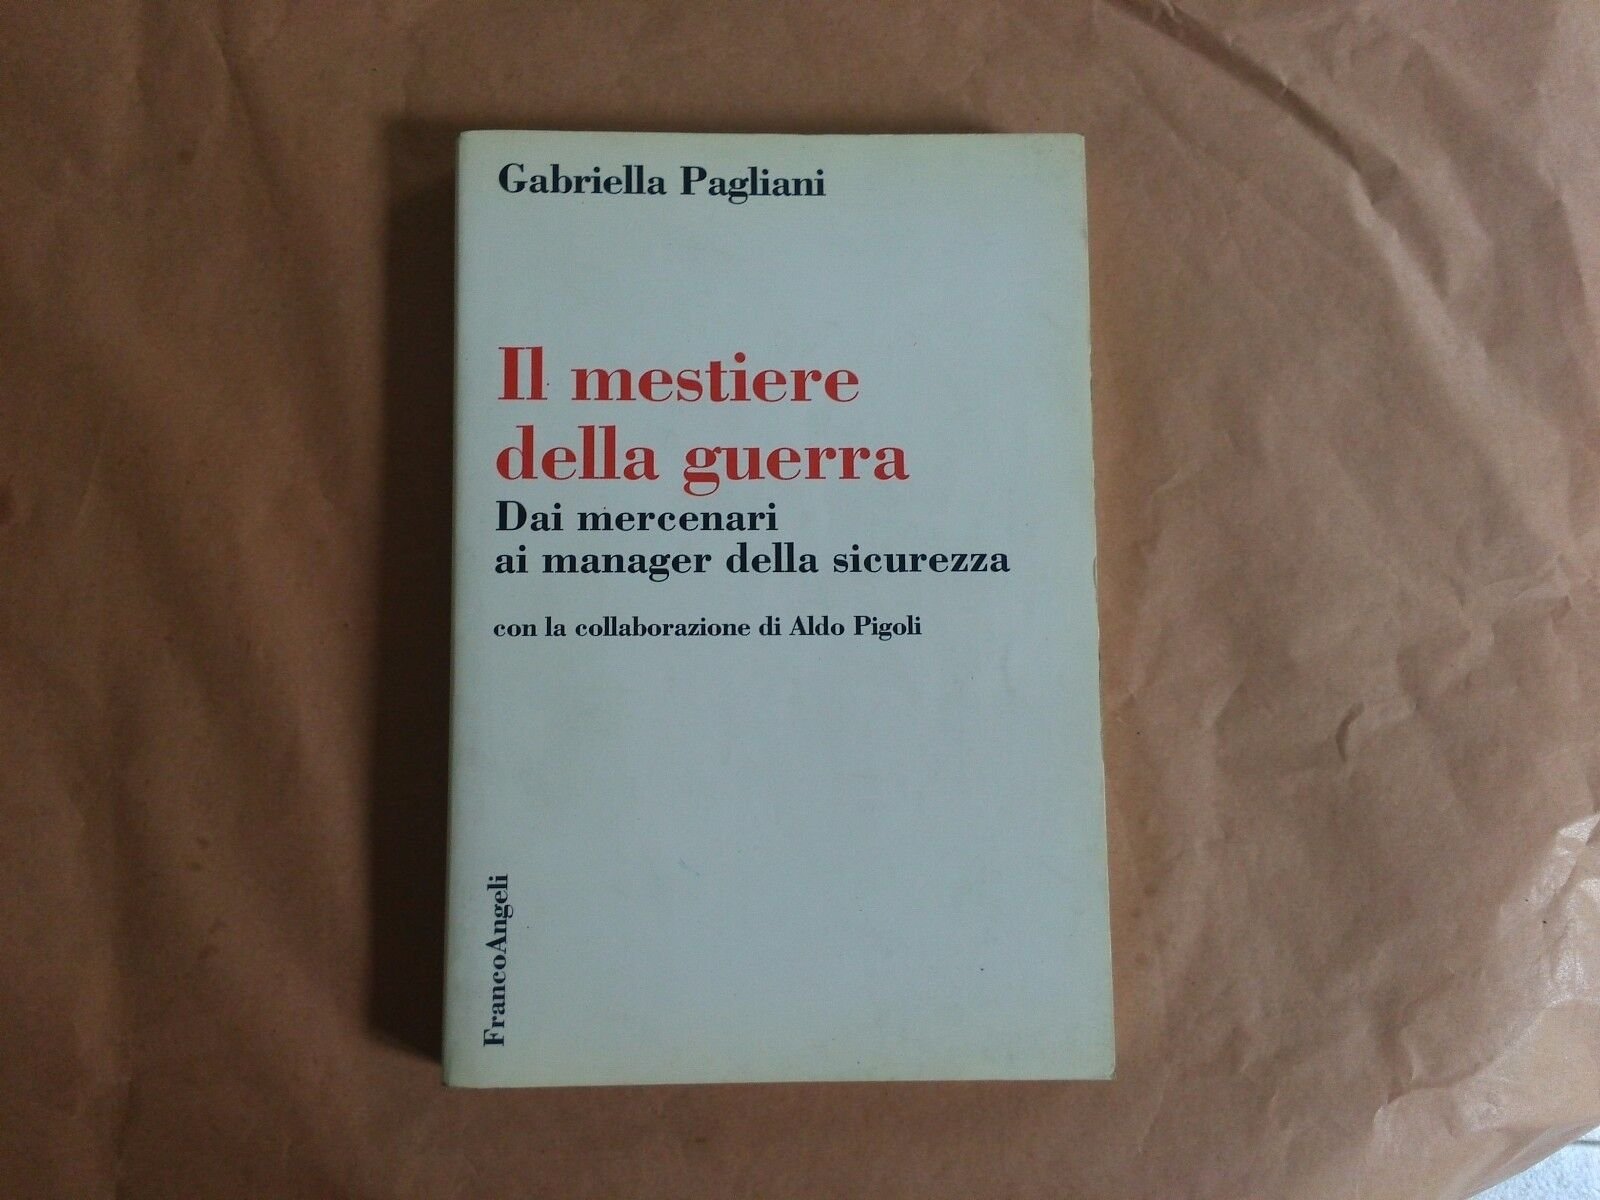 Gabriella Pagliani
Il mestiere
della guerra
Dai mercenari
ai manager della sicurezza
con la collaborazione di Aldo Pigoli
FrancoAngeli